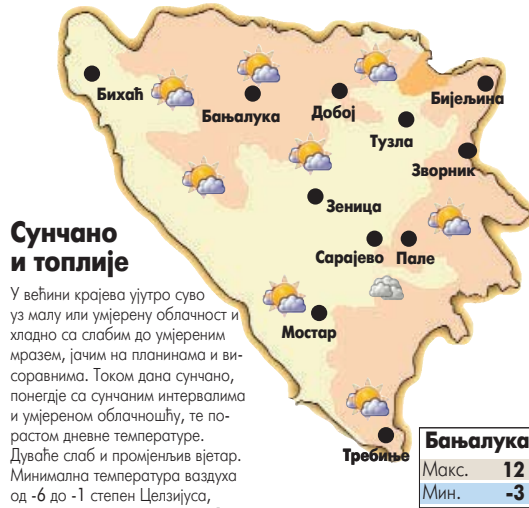 Бихаћ
Бањалука
Добој
Бијељина
Тузла
Зворник
Зеница
Сарајево
Пале
Мостар
Требиње
Сунчано
и топлије
У већини крајева ујутро суво
уз малу или умјерену облачност и
хладно са слабим до умјереним
мразем, јачим на планинама и ви-
соравнима. Током дана сунчано,
понегдје са сунчаним интервалима
и умјереном облачношћу, те по-
растом дневне температуре.
Дуваће слаб и промјенљив вјетар.
Минимална температура ваздуха
од -6 до -1 степен Целзијуса,
Бањалука
Макс. 12
Мин. -3